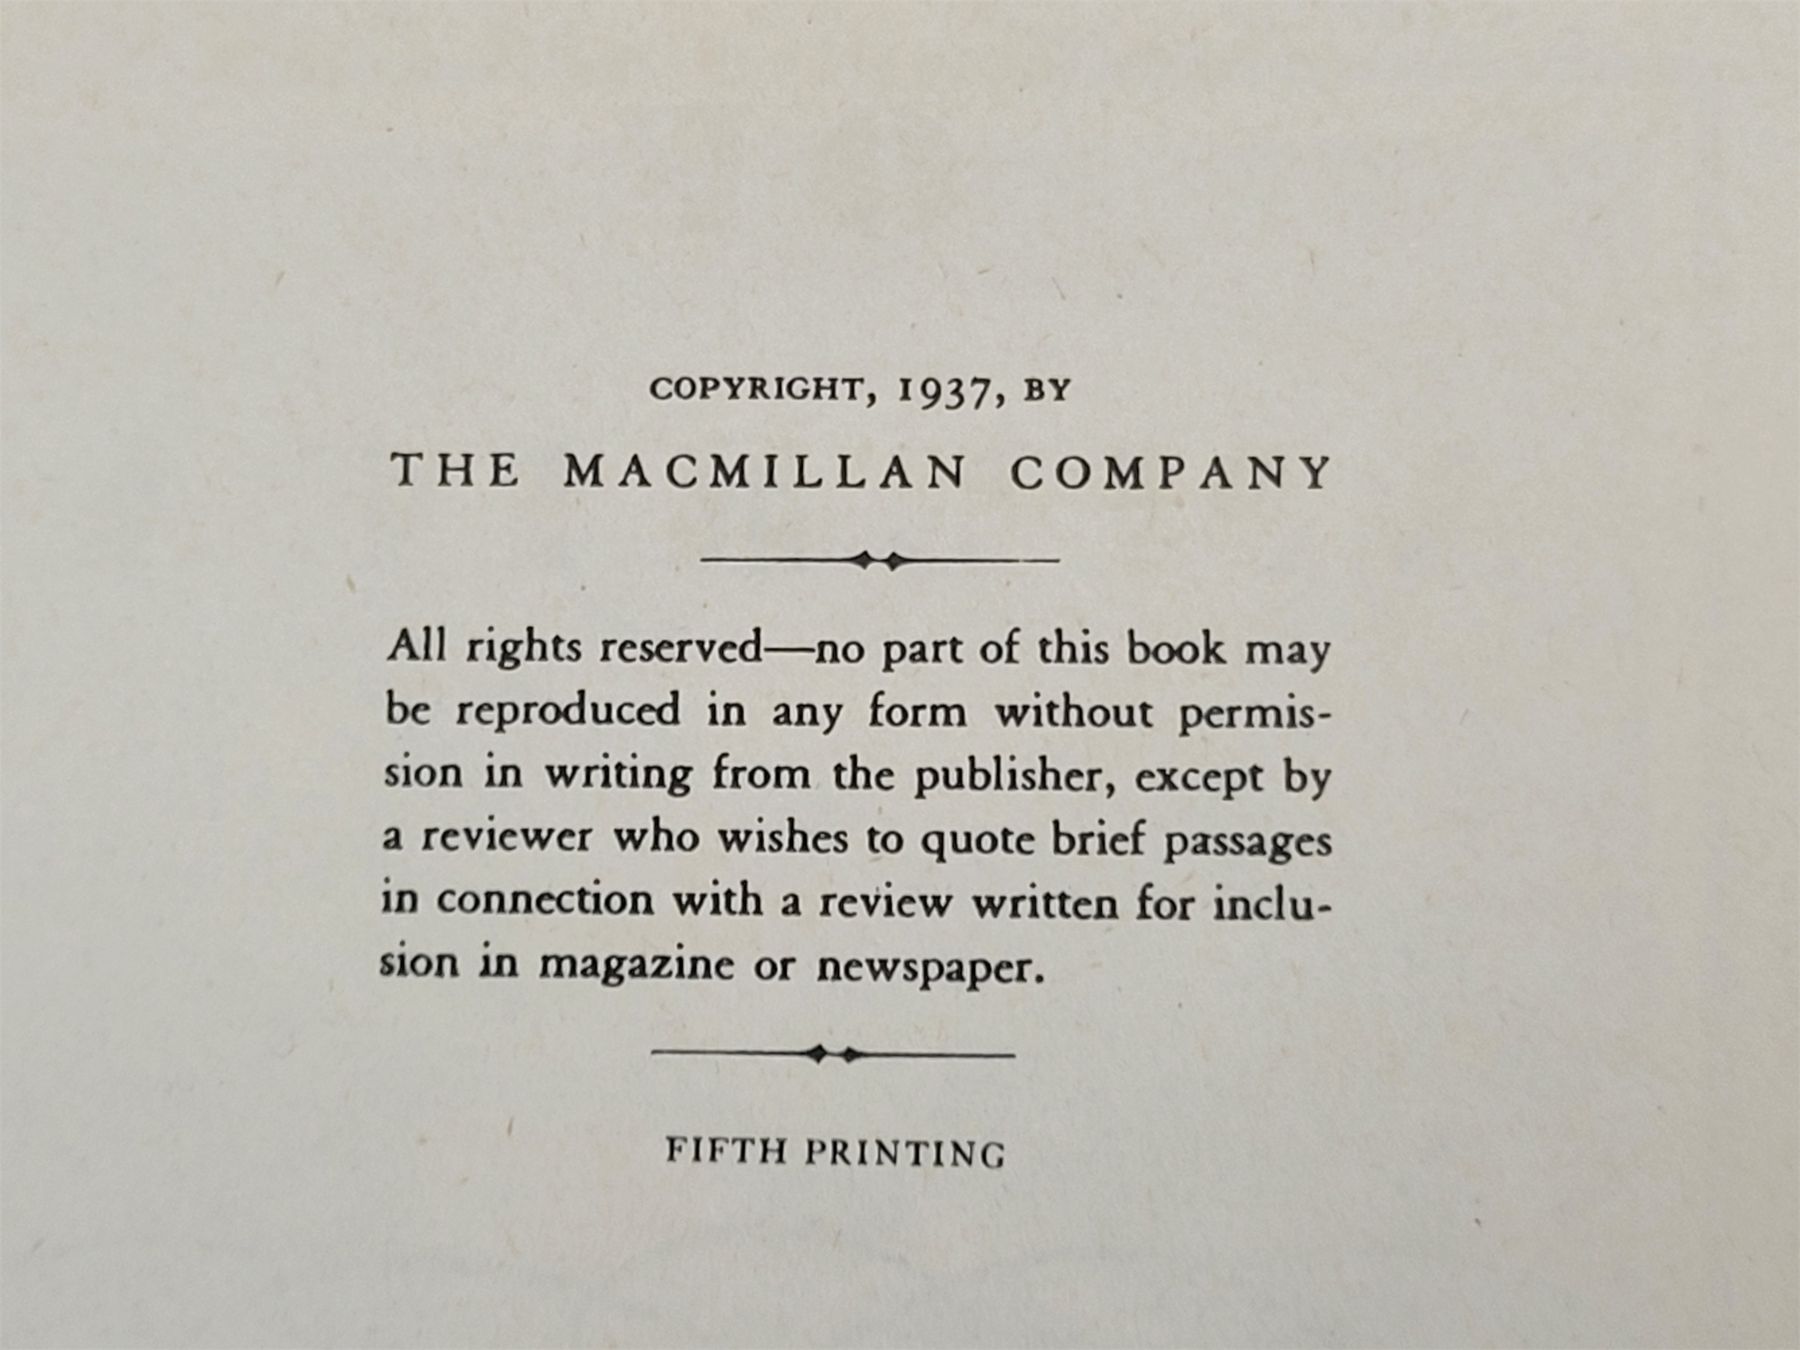 COPYRIGHT, 1937, BY
THE MACMILLAN COMPANY
All rights reserved—no part of this book may
be reproduced in any form without permis-
sion in writing from the publisher, except by
a reviewer who wishes to quote brief passages
in connection with a review written for inclu-
sion in magazine or newspaper.
FIFTH PRINTING